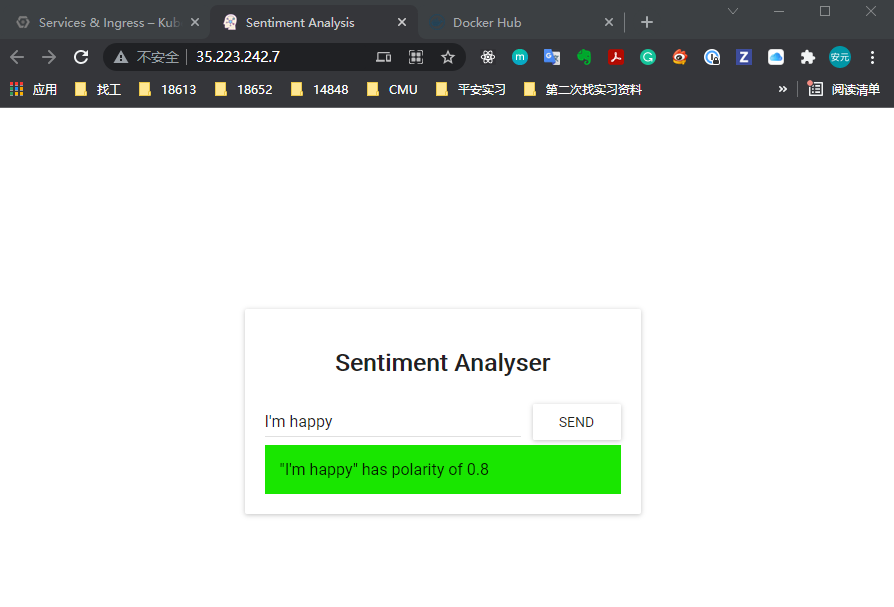 Services & Ingress – Kub
Sentiment Analysis
Docker Hub
不安全 35.223.242.7
安元
应用 找工 18613 18652 14848 CMU 平安实习 第二次找实习资料 » 阅读清单
Sentiment Analyser
I'm happy SEND
"I'm happy" has polarity of 0.8